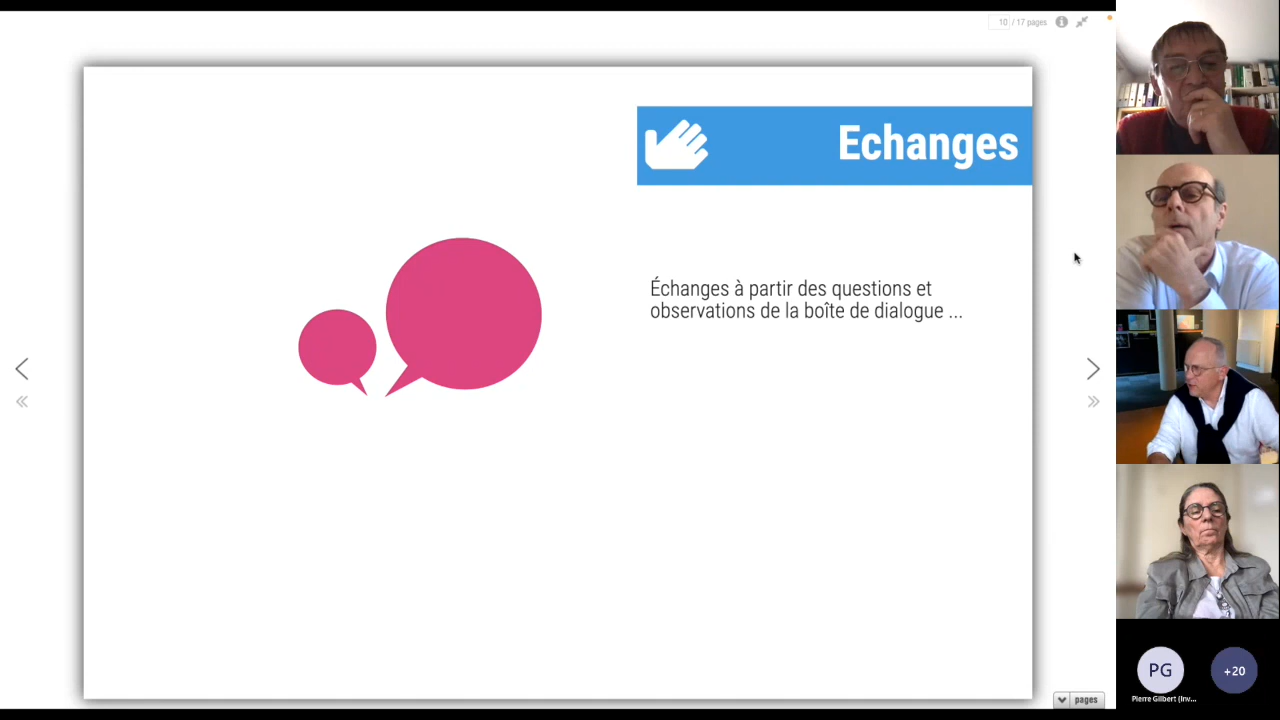 10 / 17 pages
Echanges
Échanges à partir des questions et
observations de la boîte de dialogue ...
PG
+20
Pierre Gilbert (Inv...
pages